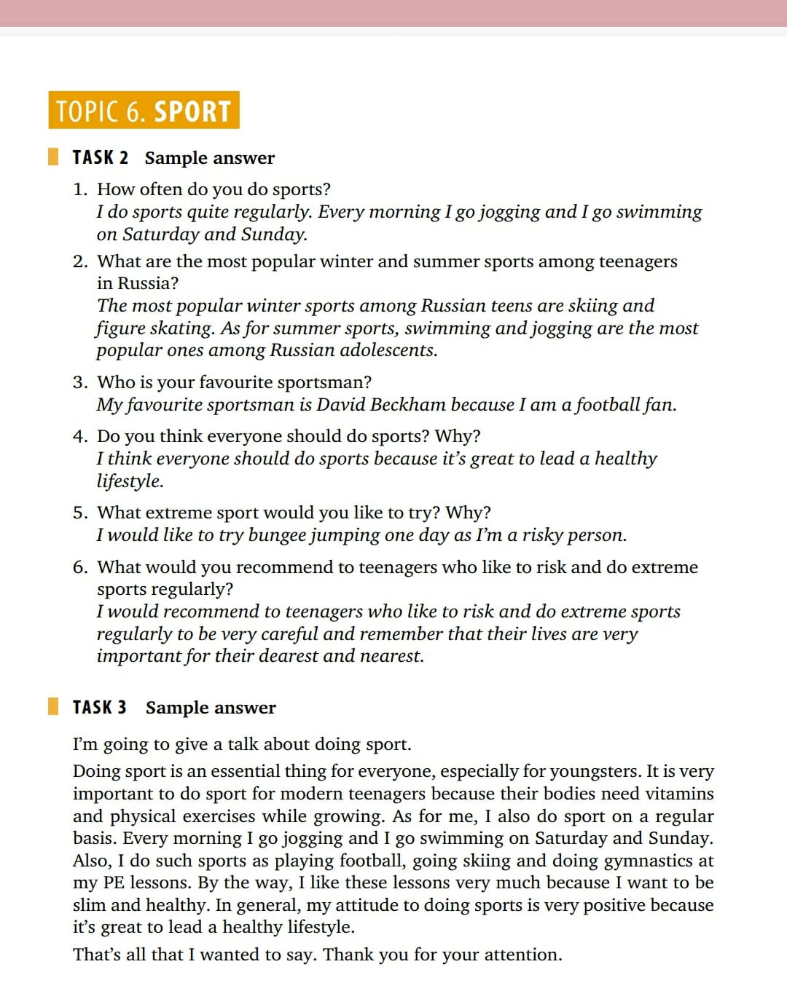 TOPIC 6. SPORT
TASK 2 Sample answer
1. How often do you do sports?
I do sports quite regularly. Every morning I go jogging and I go swimming
on Saturday and Sunday.
2. What are the most popular winter and summer sports among teenagers
in Russia?
The most popular winter sports among Russian teens are skiing and
figure skating. As for summer sports, swimming and jogging are the most
popular ones among Russian adolescents.
3. Who is your favourite sportsman?
My favourite sportsman is David Beckham because I am a football fan.
4. Do you think everyone should do sports? Why?
I think everyone should do sports because it’s great to lead a healthy
lifestyle.
5. What extreme sport would you like to try? Why?
I would like to try bungee jumping one day as I’m a risky person.
6. What would you recommend to teenagers who like to risk and do extreme
sports regularly?
I would recommend to teenagers who like to risk and do extreme sports
regularly to be very careful and remember that their lives are very
important for their dearest and nearest.
TASK 3 Sample answer
I’m going to give a talk about doing sport.
Doing sport is an essential thing for everyone, especially for youngsters. It is very
important to do sport for modern teenagers because their bodies need vitamins
and physical exercises while growing. As for me, I also do sport on a regular
basis. Every morning I go jogging and I go swimming on Saturday and Sunday.
Also, I do such sports as playing football, going skiing and doing gymnastics at
my PE lessons. By the way, I like these lessons very much because I want to be
slim and healthy. In general, my attitude to doing sports is very positive because
it’s great to lead a healthy lifestyle.
That’s all that I wanted to say. Thank you for your attention.